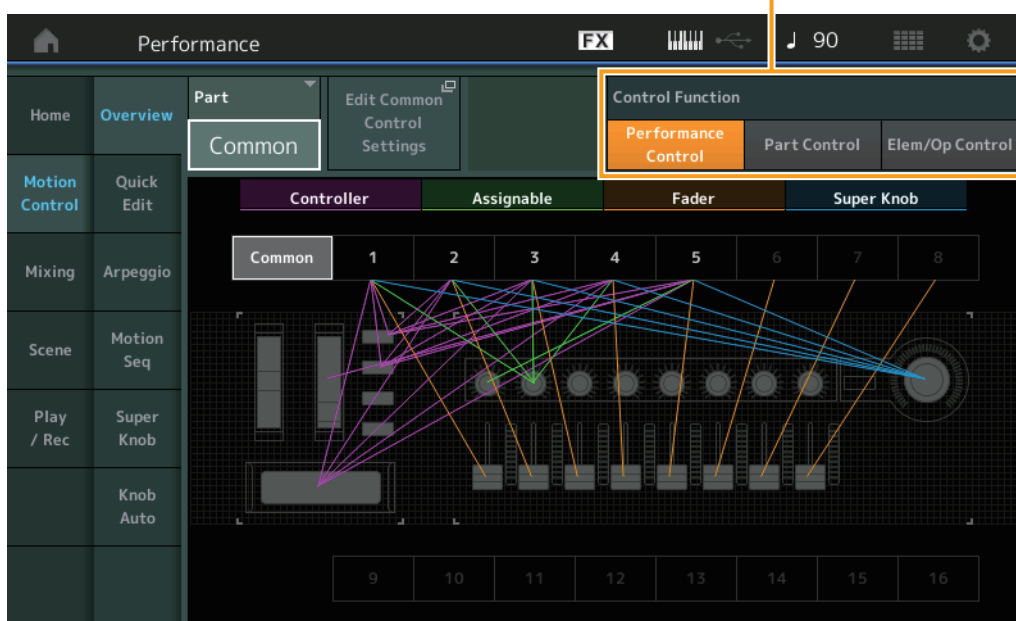 Performance
FX
♩ 90
Home
Overview
Part
Common
Edit Common
Control
Settings
Control Function
Performance
Control
Part Control
Elem/Op Control
Motion
Control
Quick
Edit
Controller
Assignable
Fader
Super Knob
Common
1
2
3
4
5
6
7
8
Mixing
Arpeggio
Scene
Motion
Seq
Play
/ Rec
Super
Knob
Knob
Auto
9
10
11
12
13
14
15
16